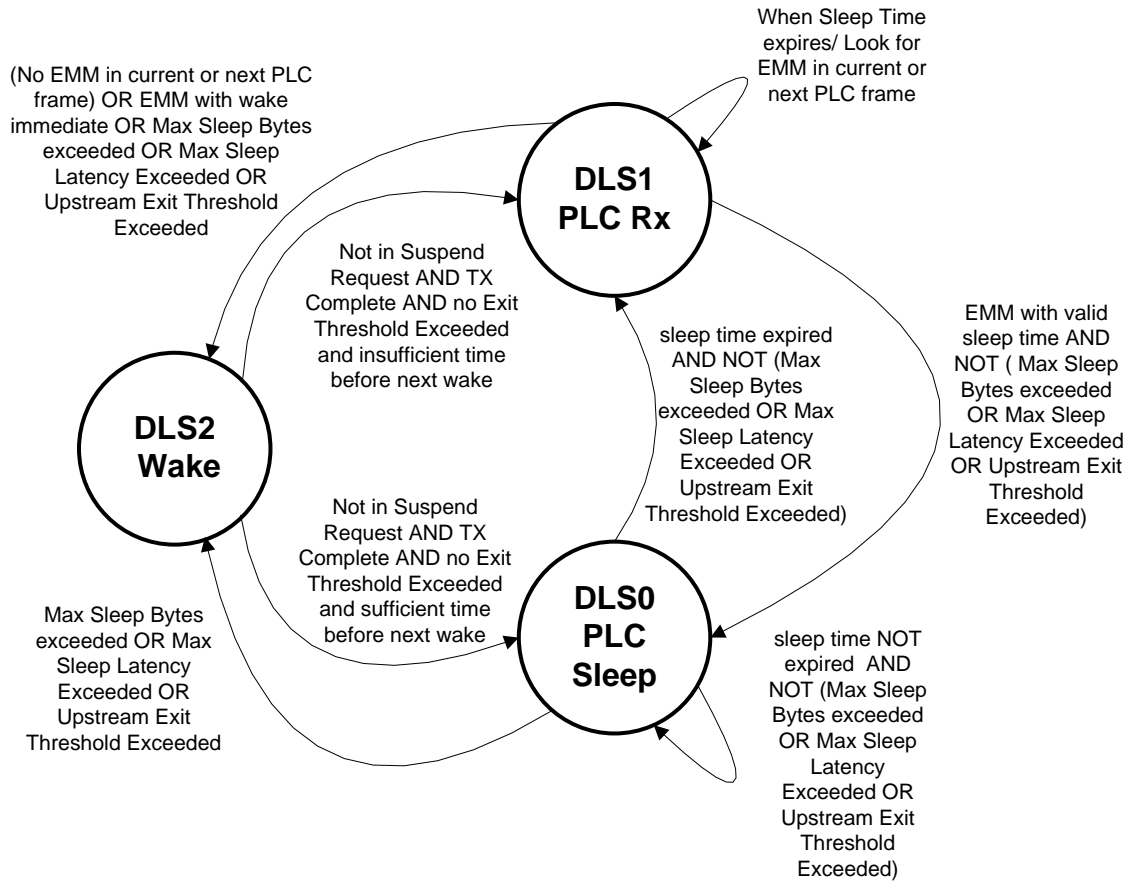 When Sleep Time
expires/ Look for
EMM in current or
next PLC frame
(No EMM in current or next PLC
frame) OR EMM with wake
immediate OR Max Sleep Bytes
exceeded OR Max Sleep
Latency Exceeded OR
Upstream Exit Threshold
Exceeded
DLS1
PLC Rx
Not in Suspend
Request AND TX
Complete AND no Exit
Threshold Exceeded
and insufficient time
before next wake
sleep time expired
AND NOT (Max
Sleep Bytes
exceeded OR Max
Sleep Latency
Exceeded OR
Upstream Exit
Threshold Exceeded)
EMM with valid
sleep time AND
NOT ( Max Sleep
Bytes exceeded
OR Max Sleep
Latency Exceeded
OR Upstream Exit
Threshold
Exceeded)
DLS2
Wake
Not in Suspend
Request AND TX
Complete AND no Exit
Threshold Exceeded
and sufficient time
before next wake
DLS0
PLC
Sleep
Max Sleep Bytes
exceeded OR Max
Sleep Latency
Exceeded OR
Upstream Exit
Threshold Exceeded
sleep time NOT
expired  AND
NOT (Max Sleep
Bytes exceeded
OR Max Sleep
Latency
Exceeded OR
Upstream Exit
Threshold
Exceeded)